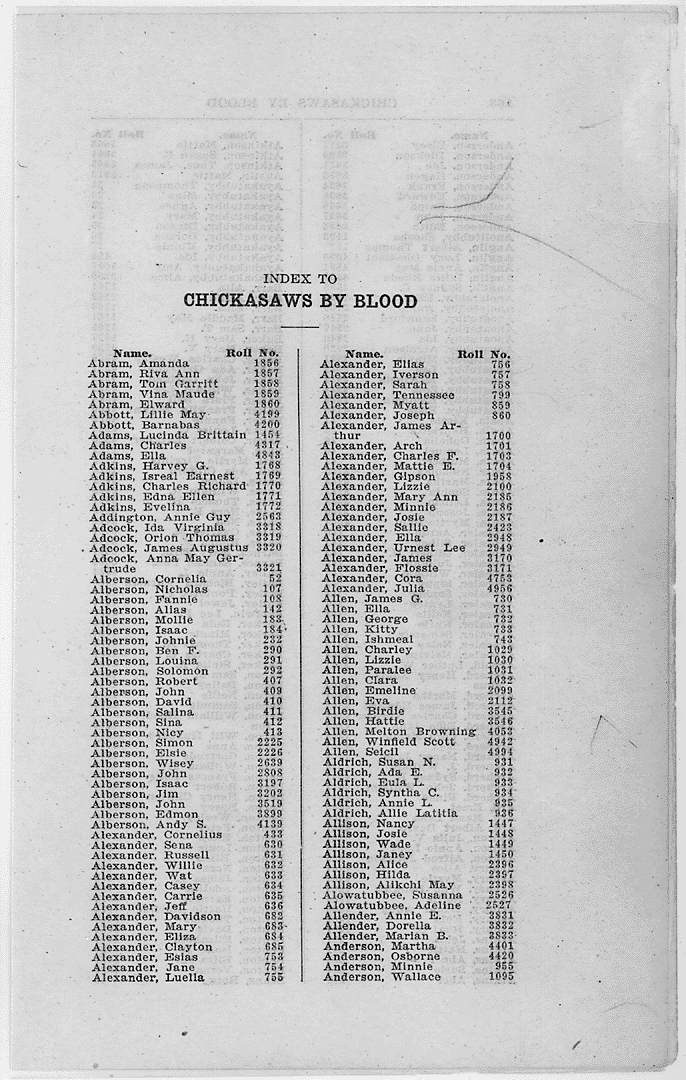 INDEX TO
CHICKASAWS BY BLOOD
Name. Roll No.
Abram, Amanda 1856
Abram, Riva Ann 1857
Abram, Tom Garritt 1858
Abram, Vina Maude 1859
Abram, Elward 1860
Abbott, Lillie May 4199
Abbott, Barnabas 4200
Adams, Lucinda Brittain 1454
Adams, Charles 4317
Adams, Ella 4843
Adkins, Harvey G. 1768
Adkins, Isreal Earnest 1769
Adkins, Charles Richard 1770
Adkins, Edna Ellen 1771
Adkins, Evelina 1772
Addington, Annie Guy 2563
Adcock, Ida Virginia 3318
Adcock, Orion Thomas 3319
Adcock, James Augustus 3320
Adcock, Anna May Ger-
trude 3321
Alberson, Cornelia 52
Alberson, Nicholas 107
Alberson, Fannie 108
Alberson, Alias 142
Alberson, Mollie 183
Alberson, Isaac 184
Alberson, Johnie 232
Alberson, Ben F. 290
Alberson, Louina 291
Alberson, Solomon 292
Alberson, Robert 407
Alberson, John 409
Alberson, David 410
Alberson, Salina 411
Alberson, Sina 412
Alberson, Nicy 413
Alberson, Simon 2225
Alberson, Elsie 2226
Alberson, Wisey 2639
Alberson, John 2808
Alberson, Isaac 3197
Alberson, Jim 3203
Alberson, John 3519
Alberson, Edmon 3899
Alberson, Andy S. 4139
Alexander, Cornelius 433
Alexander, Sena 630
Alexander, Russell 631
Alexander, Willie 632
Alexander, Wat 633
Alexander, Casey 634
Alexander, Carrie 635
Alexander, Jeff 636
Alexander, Davidson 682
Alexander, Mary 683
Alexander, Eliza 684
Alexander, Clayton 685
Alexander, Esias 753
Alexander, Jane 754
Alexander, Luella 755
Name. Roll No.
Alexander, Elias 756
Alexander, Iverson 757
Alexander, Sarah 758
Alexander, Tennessee 799
Alexander, Myatt 859
Alexander, Joseph 860
Alexander, James Ar-
thur 1700
Alexander, Arch 1701
Alexander, Charles F. 1703
Alexander, Mattie E. 1704
Alexander, Gipson 1958
Alexander, Lizzie 2100
Alexander, Mary Ann 2185
Alexander, Minnie 2186
Alexander, Josie 2187
Alexander, Sallie 2423
Alexander, Ella 2948
Alexander, Urnest Lee 2949
Alexander, James 3170
Alexander, Flossie 3171
Alexander, Cora 4753
Alexander, Julia 4956
Allen, James G. 730
Allen, Ella 731
Allen, George 732
Allen, Kitty 733
Allen, Ishmeal 743
Allen, Charley 1029
Allen, Lizzie 1030
Allen, Paralee 1031
Allen, Clara 1032
Allen, Emeline 2099
Allen, Eva 2112
Allen, Birdie 3545
Allen, Hattie 3546
Allen, Melton Browning 4053
Allen, Winfield Scott 4942
Allen, Seicil 4994
Aldrich, Susan N. 931
Aldrich, Ada E. 932
Aldrich, Eula L. 933
Aldrich, Syntha C. 934
Aldrich, Annie L. 935
Aldrich, Allie Latitia 936
Allison, Nancy 1447
Allison, Josie 1448
Allison, Wade 1449
Allison, Janey 1450
Allison, Alice 2396
Allison, Hilda 2397
Allison, Alikchi May 2398
Alowatubbee, Susanna 2526
Alowatubbee, Adeline 2527
Allender, Annie E. 3831
Allender, Dorella 3832
Allender, Marian B. 3833
Anderson, Martha 4401
Anderson, Osborne 4420
Anderson, Minnie 955
Anderson, Wallace 1095